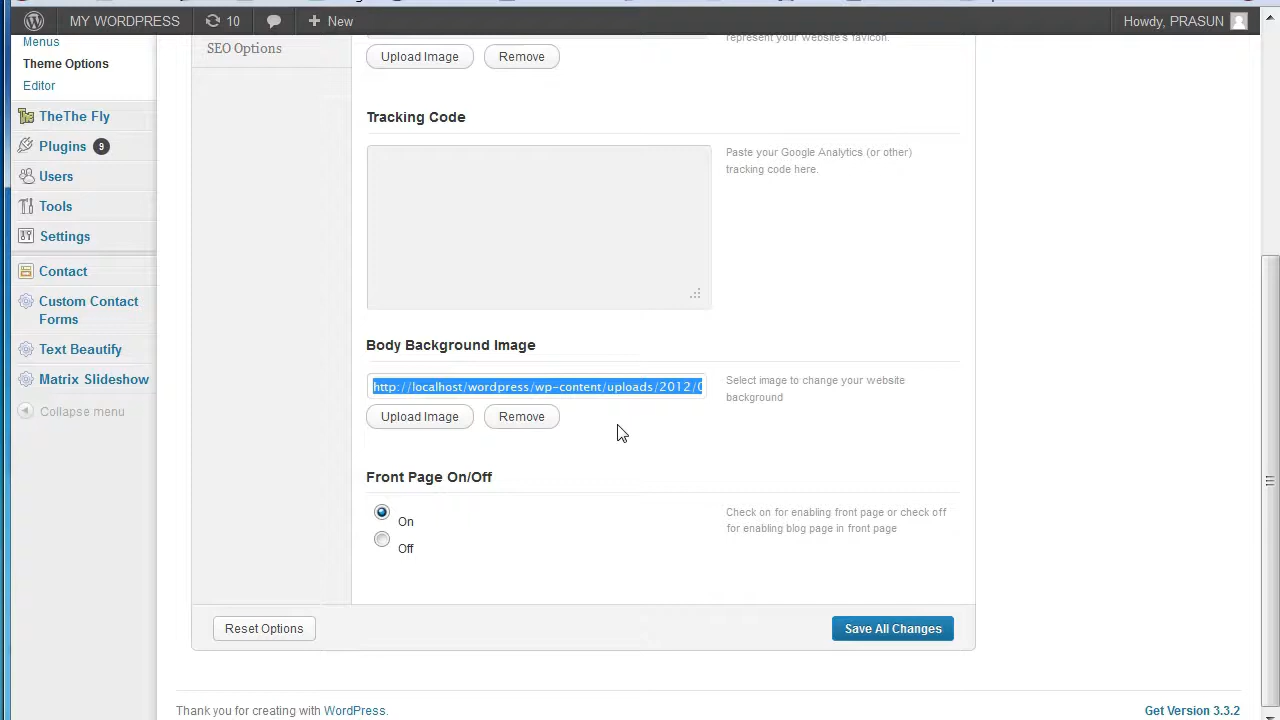 MY WORDPRESS 10 + New Howdy, PRASUN
Menus
Theme Options
Editor
TheThe Fly
Plugins 9
Users
Tools
Settings
Contact
Custom Contact
Forms
Text Beautify
Matrix Slideshow
Collapse menu
SEO Options
represent your website's favicon.
Upload Image Remove
Tracking Code
Paste your Google Analytics (or other)
tracking code here.
Body Background Image
http://localhost/wordpress/wp-content/uploads/2012/
Select image to change your website
background
Upload Image Remove
Front Page On/Off
On
Off
Check on for enabling front page or check off
for enabling blog page in front page
Reset Options Save All Changes
Thank you for creating with WordPress. Get Version 3.3.2